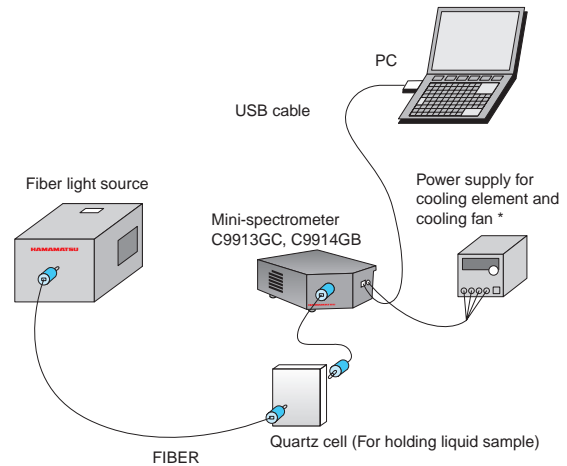 PC
USB cable
Fiber light source
Power supply for
cooling element and
cooling fan *
Mini-spectrometer
C9913GC, C9914GB
HAMAMATSU
HAMAMATSU
Quartz cell (For holding liquid sample)
FIBER